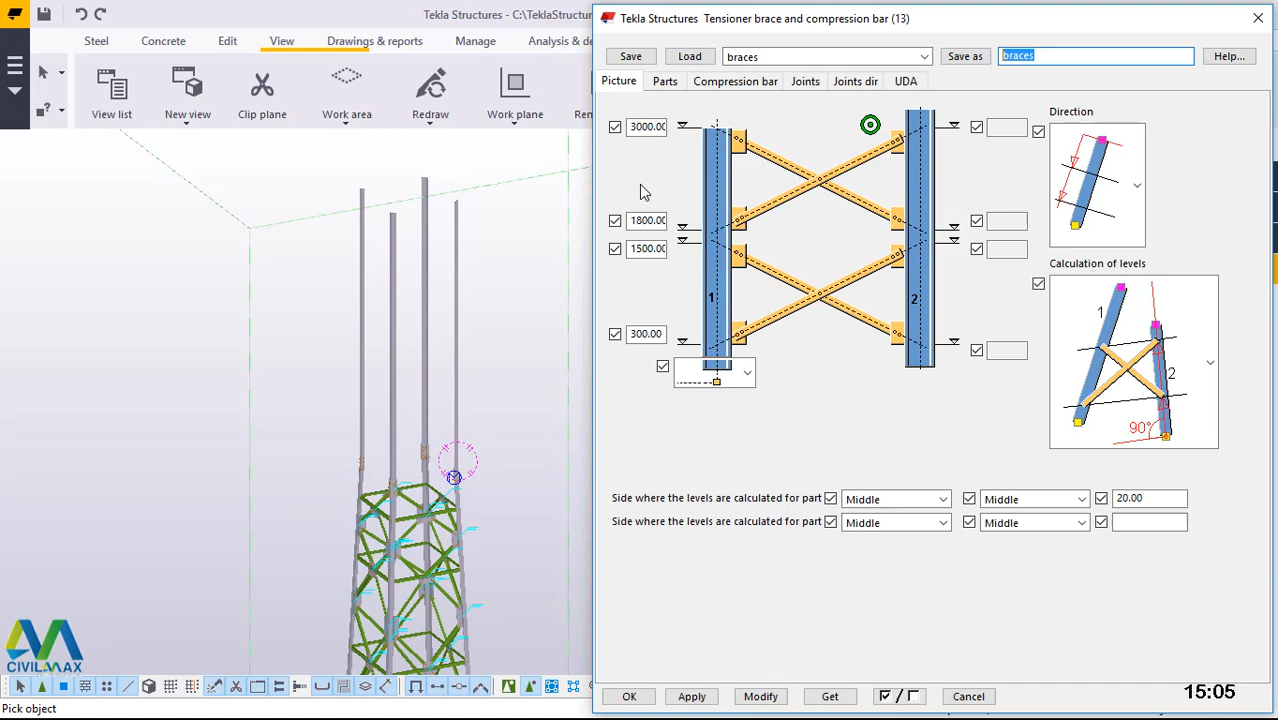 Tekla Structures - C:\TeklaStructur
Steel Concrete Edit View Drawings & reports Manage Analysis & de
View list New view Clip plane Work area Redraw Work plane Ren
CIVILMAX
Pick object
Tekla Structures Tensioner brace and compression bar (13)
Save Load braces Save as braces Help...
Picture Parts Compression bar Joints Joints dir UDA
3000.00
1800.00
1500.00
300.00
1
2
Direction
Calculation of levels
1
2
90°
Side where the levels are calculated for part Middle Middle 20.00
Side where the levels are calculated for part Middle Middle
OK Apply Modify Get / Cancel
15:05